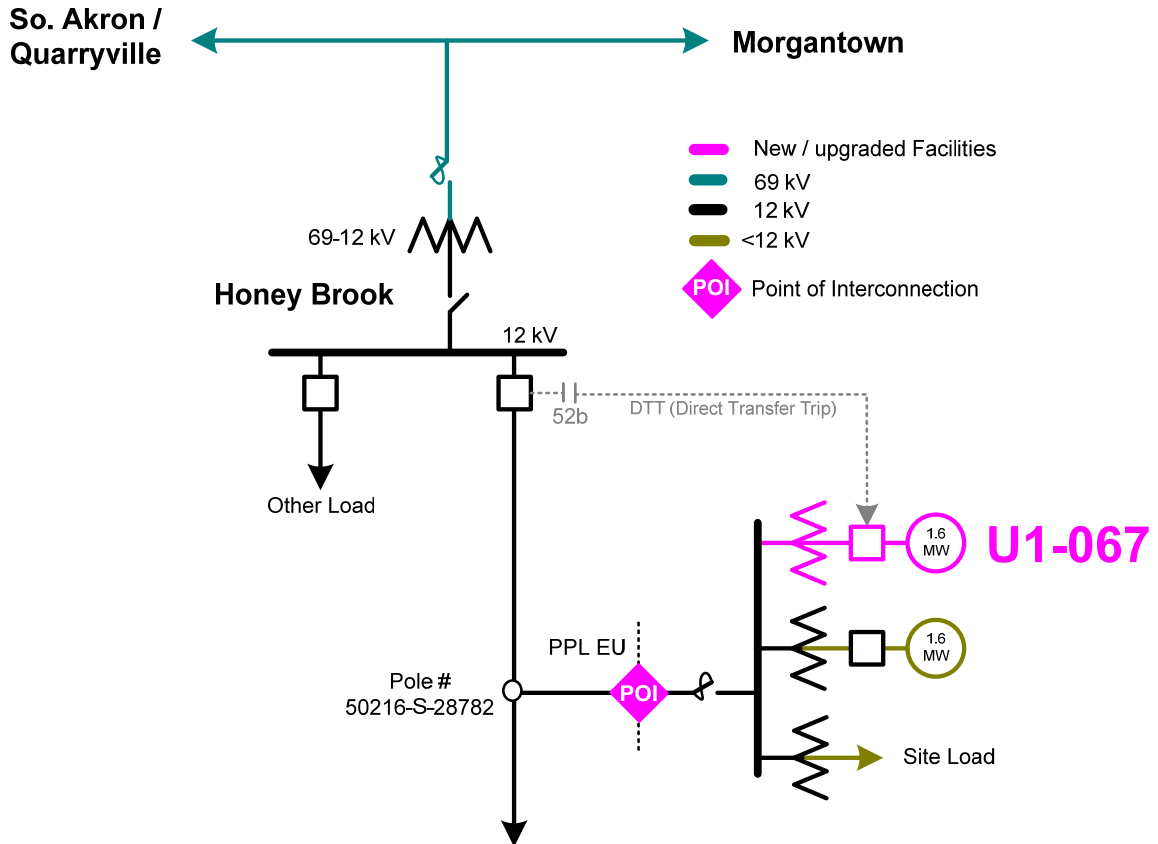 So. Akron /
Quarryville
Morgantown
New / upgraded Facilities
69 kV
12 kV
<12 kV
POI
Point of Interconnection
69-12 kV
Honey Brook
12 kV
52b
DTT (Direct Transfer Trip)
Other Load
1.6
MW
U1-067
1.6
MW
PPL EU
POI
Pole #
50216-S-28782
Site Load